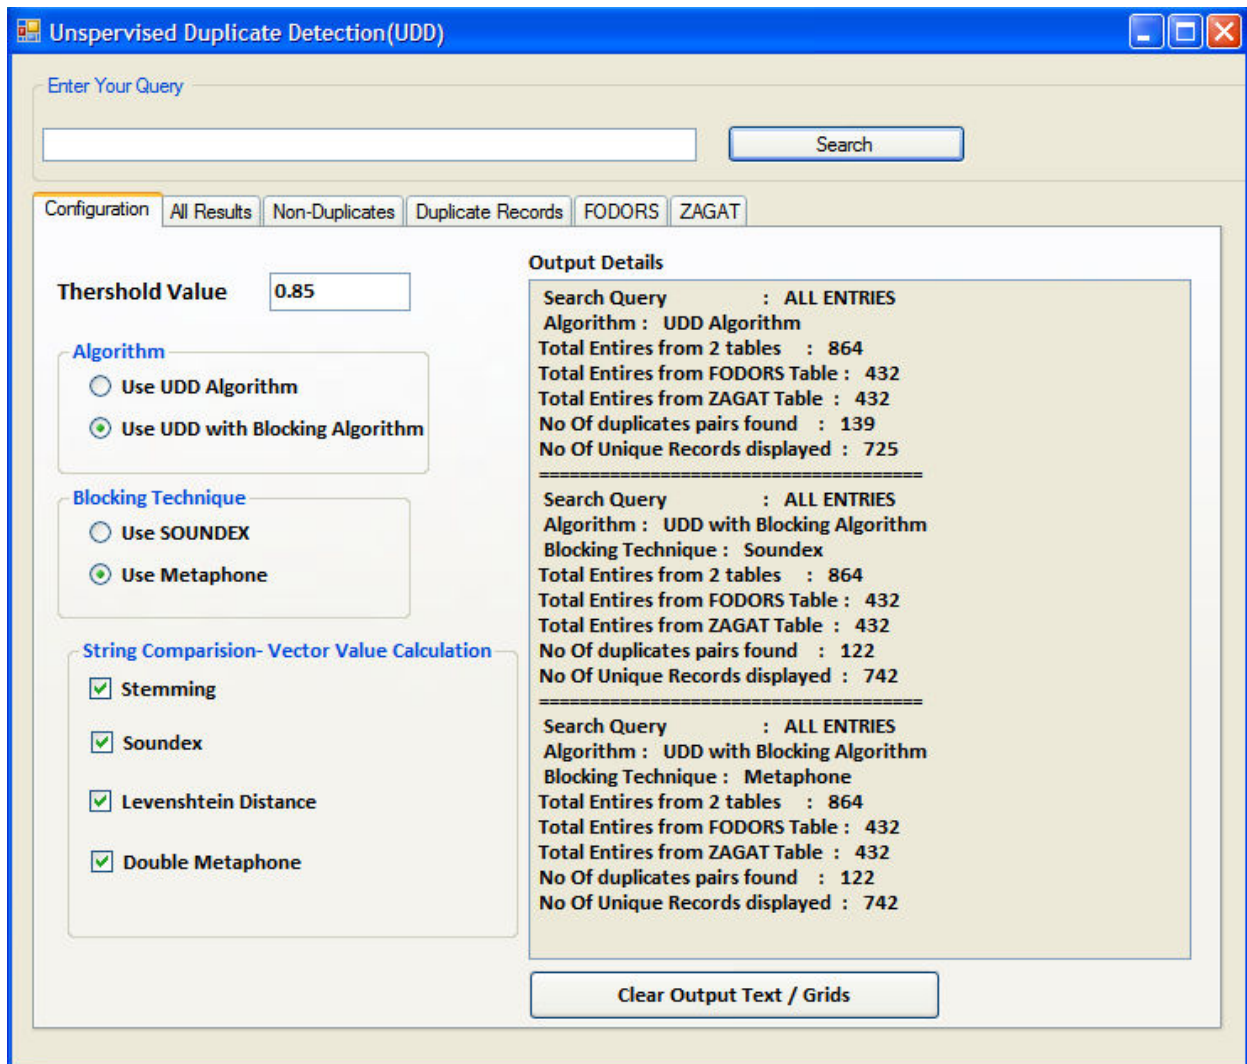 Unspervised Duplicate Detection(UDD)
Enter Your Query
Search
Configuration All Results Non-Duplicates Duplicate Records FODORS ZAGAT
Thershold Value 0.85
Algorithm
Use UDD Algorithm
Use UDD with Blocking Algorithm
Blocking Technique
Use SOUNDEX
Use Metaphone
String Comparision- Vector Value Calculation
Stemming
Soundex
Levenshtein Distance
Double Metaphone
Output Details
Search Query : ALL ENTRIES
Algorithm : UDD Algorithm
Total Entires from 2 tables : 864
Total Entires from FODORS Table : 432
Total Entires from ZAGAT Table : 432
No Of duplicates pairs found : 139
No Of Unique Records displayed : 725
======================================
Search Query : ALL ENTRIES
Algorithm : UDD with Blocking Algorithm
Blocking Technique : Soundex
Total Entires from 2 tables : 864
Total Entires from FODORS Table : 432
Total Entires from ZAGAT Table : 432
No Of duplicates pairs found : 122
No Of Unique Records displayed : 742
======================================
Search Query : ALL ENTRIES
Algorithm : UDD with Blocking Algorithm
Blocking Technique : Metaphone
Total Entires from 2 tables : 864
Total Entires from FODORS Table : 432
Total Entires from ZAGAT Table : 432
No Of duplicates pairs found : 122
No Of Unique Records displayed : 742
Clear Output Text / Grids